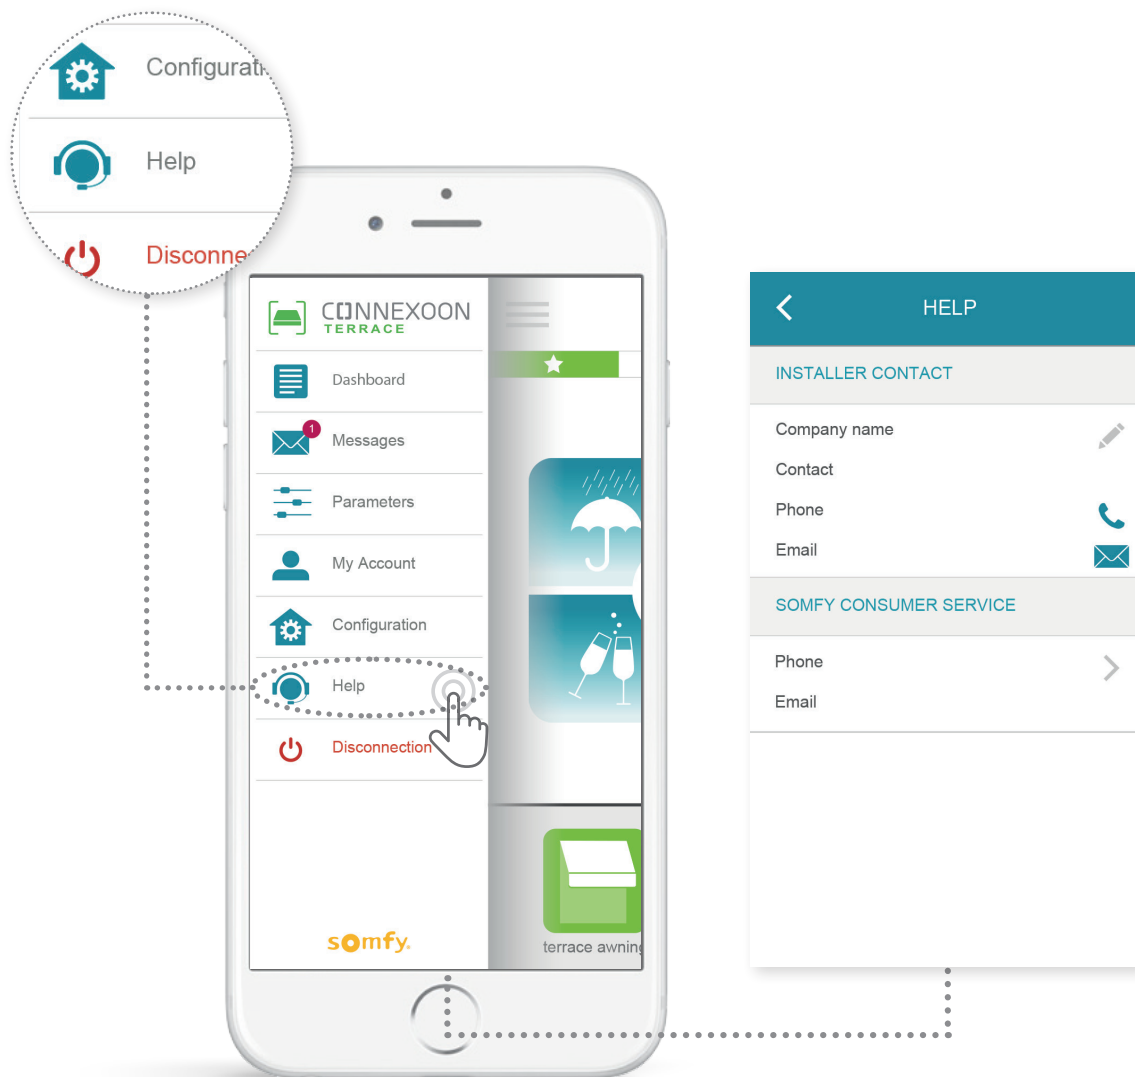 Configurati
Help
Disconne
CONNEXOON
TERRACE
Dashboard
1
Messages
Parameters
My Account
Configuration
Help
Disconnection
somfy.
terrace awning
HELP
INSTALLER CONTACT
Company name
Contact
Phone
Email
SOMFY CONSUMER SERVICE
Phone
Email